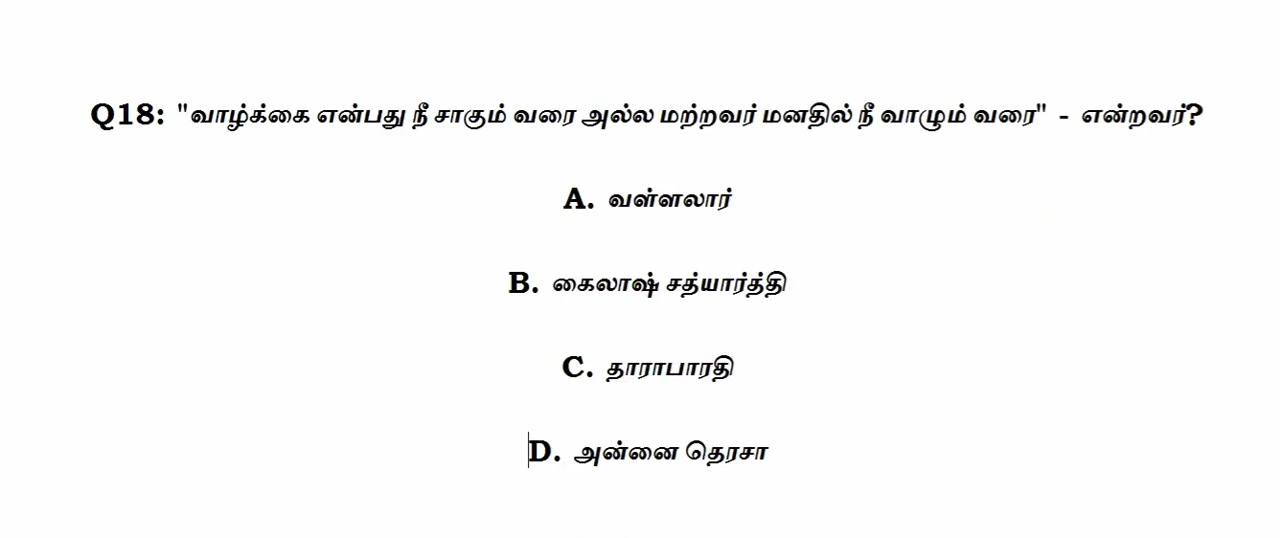 Q18: "வாழ்க்கை என்பது நீ சாகும் வரை அல்ல மற்றவர் மனதில் நீ வாழும் வரை" - என்றவர்?
A. வள்ளலார்
B. கைலாஷ் சத்யார்த்தி
C. தாராபாரதி
D. அன்னை தெரசா